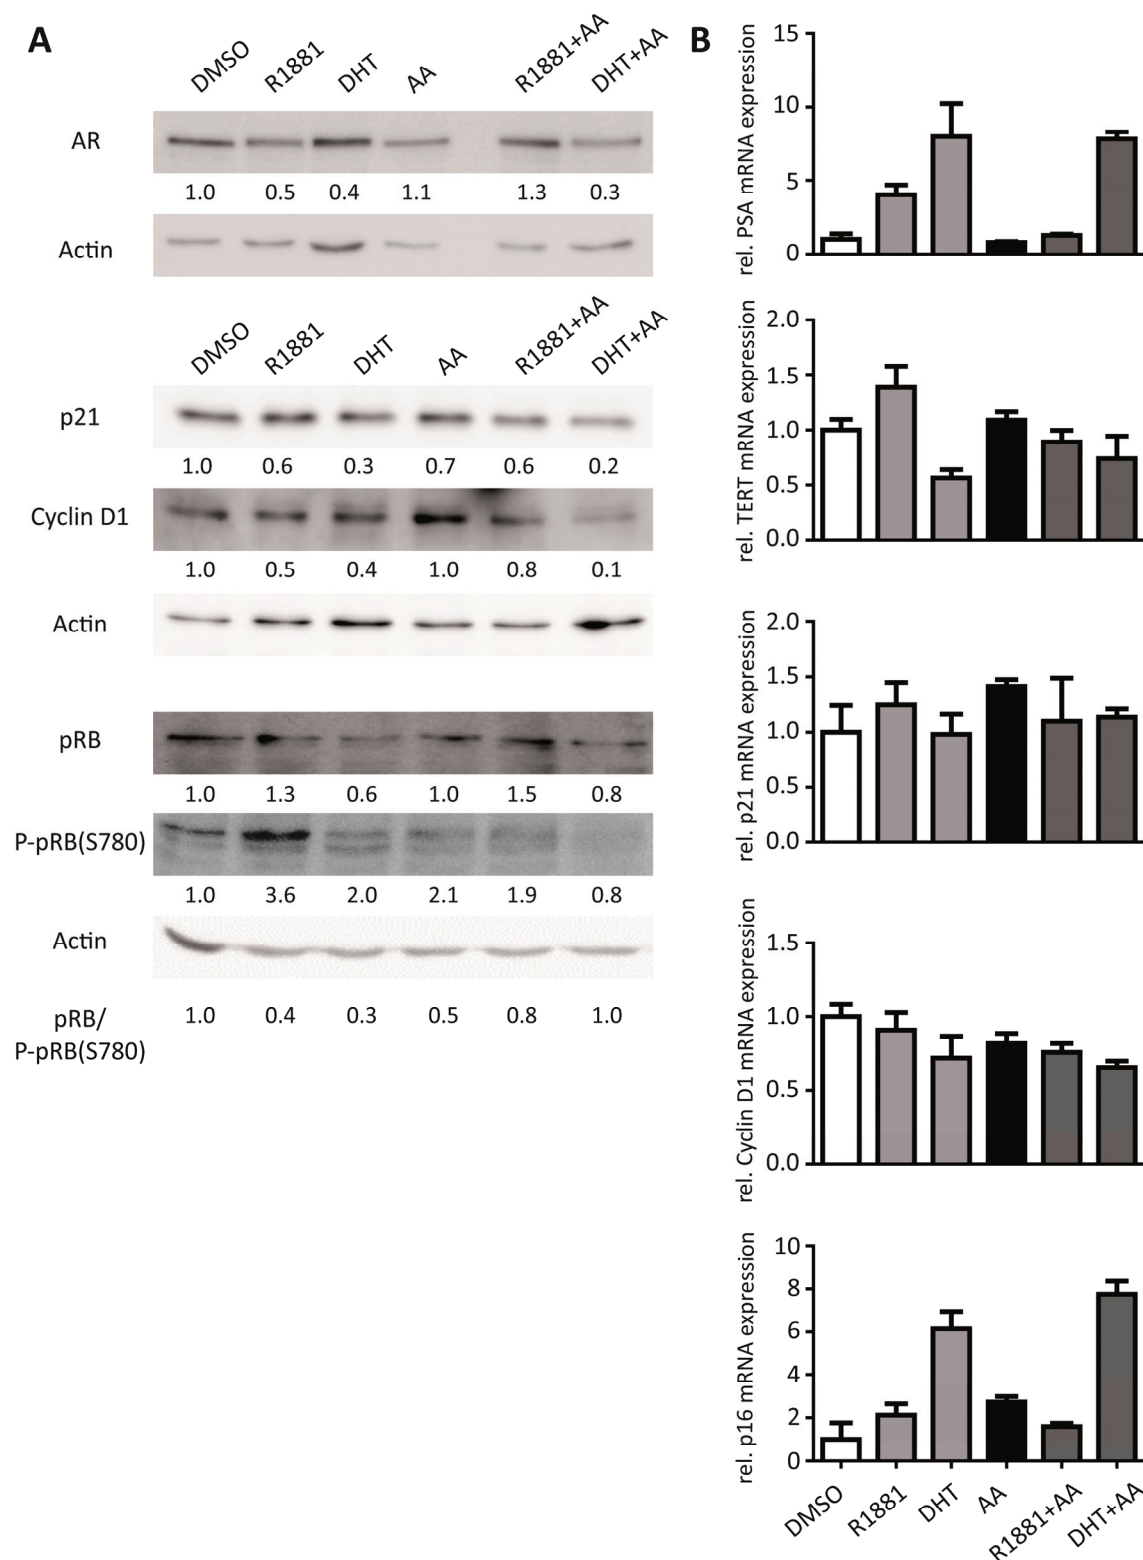 A
DMSO R1881 DHT AA R1881+AA DHT+AA
AR
1.0 0.5 0.4 1.1 1.3 0.3
Actin
DMSO R1881 DHT AA R1881+AA DHT+AA
p21
1.0 0.6 0.3 0.7 0.6 0.2
Cyclin D1
1.0 0.5 0.4 1.0 0.8 0.1
Actin
pRB
1.0 1.3 0.6 1.0 1.5 0.8
P-pRB(S780)
1.0 3.6 2.0 2.1 1.9 0.8
Actin
pRB/ 1.0 0.4 0.3 0.5 0.8 1.0
P-pRB(S780)
B
rel. PSA mRNA expression
15
10
5
0
rel. TERT mRNA expression
2.0
1.5
1.0
0.5
0.0
rel. p21 mRNA expression
2.0
1.5
1.0
0.5
0.0
rel. Cyclin D1 mRNA expression
1.5
1.0
0.5
0.0
rel. p16 mRNA expression
10
8
6
4
2
0
DMSO R1881 DHT AA R1881+AA DHT+AA